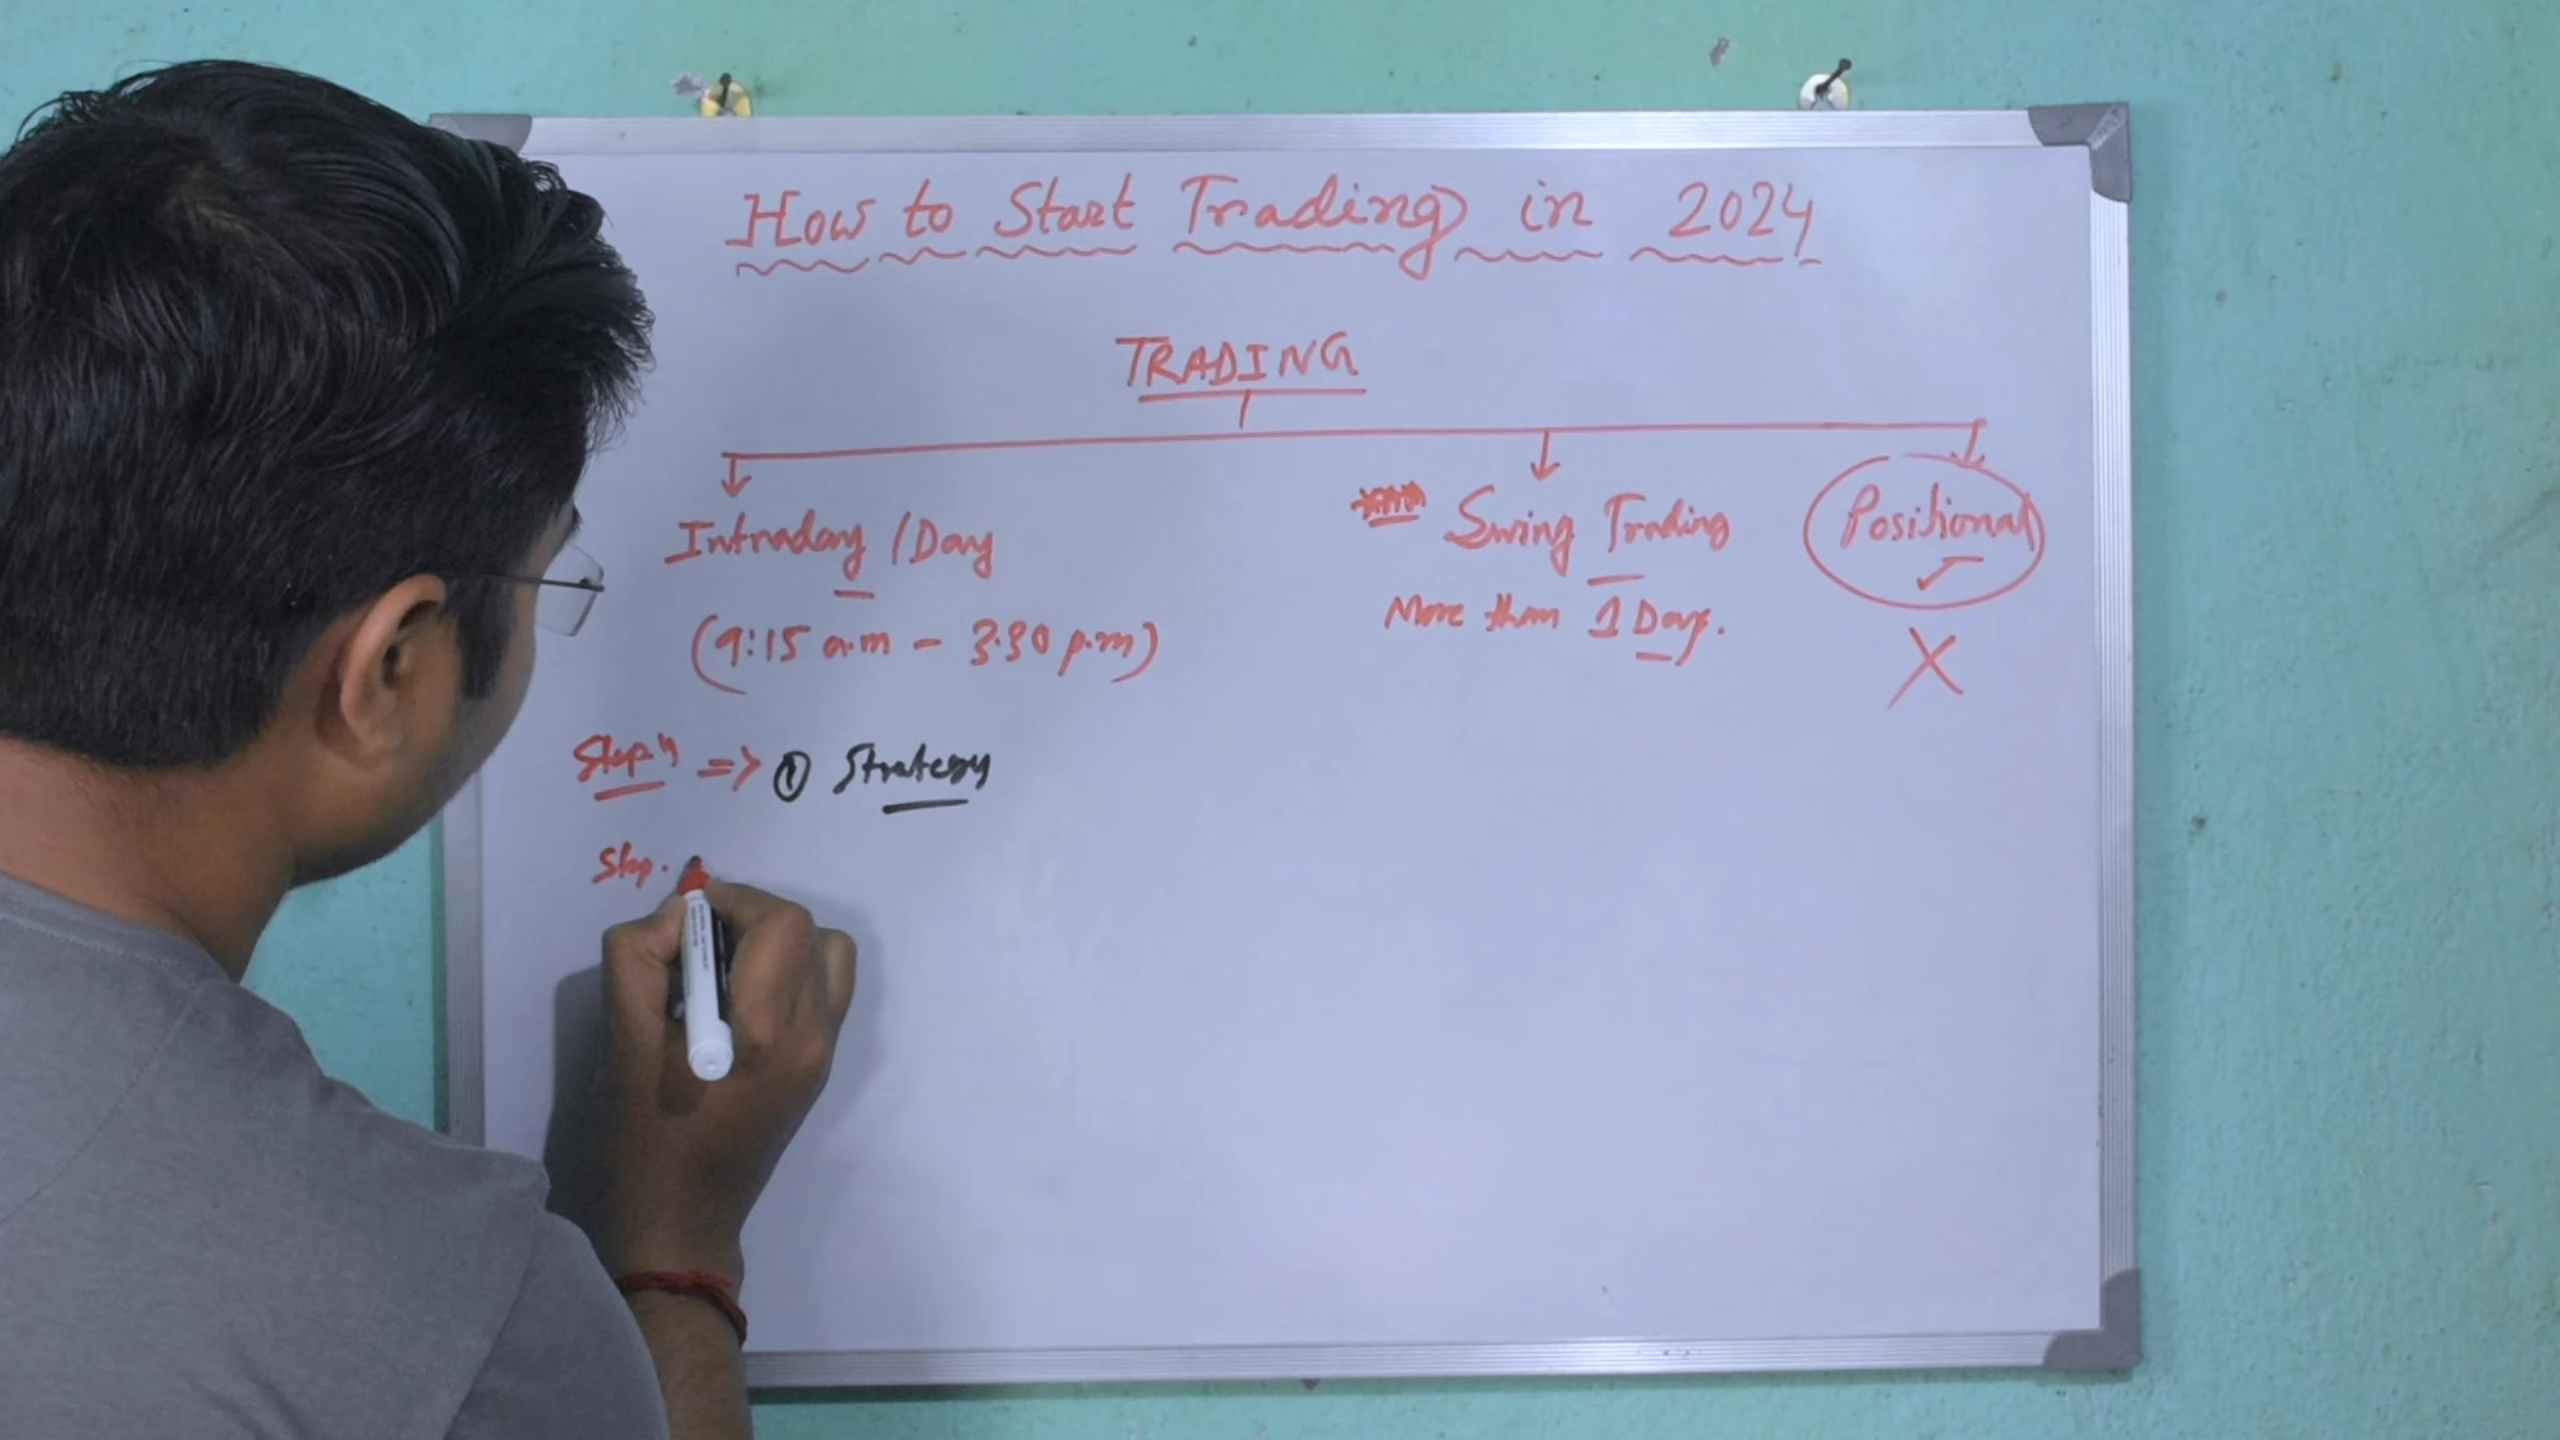 How to Start Trading in 2024
TRADING
Intraday / Day
Swing Trading
Positional
(9:15 a.m - 3.30 p.m)
More than 1 Day.
=> ① Strategy
Step.